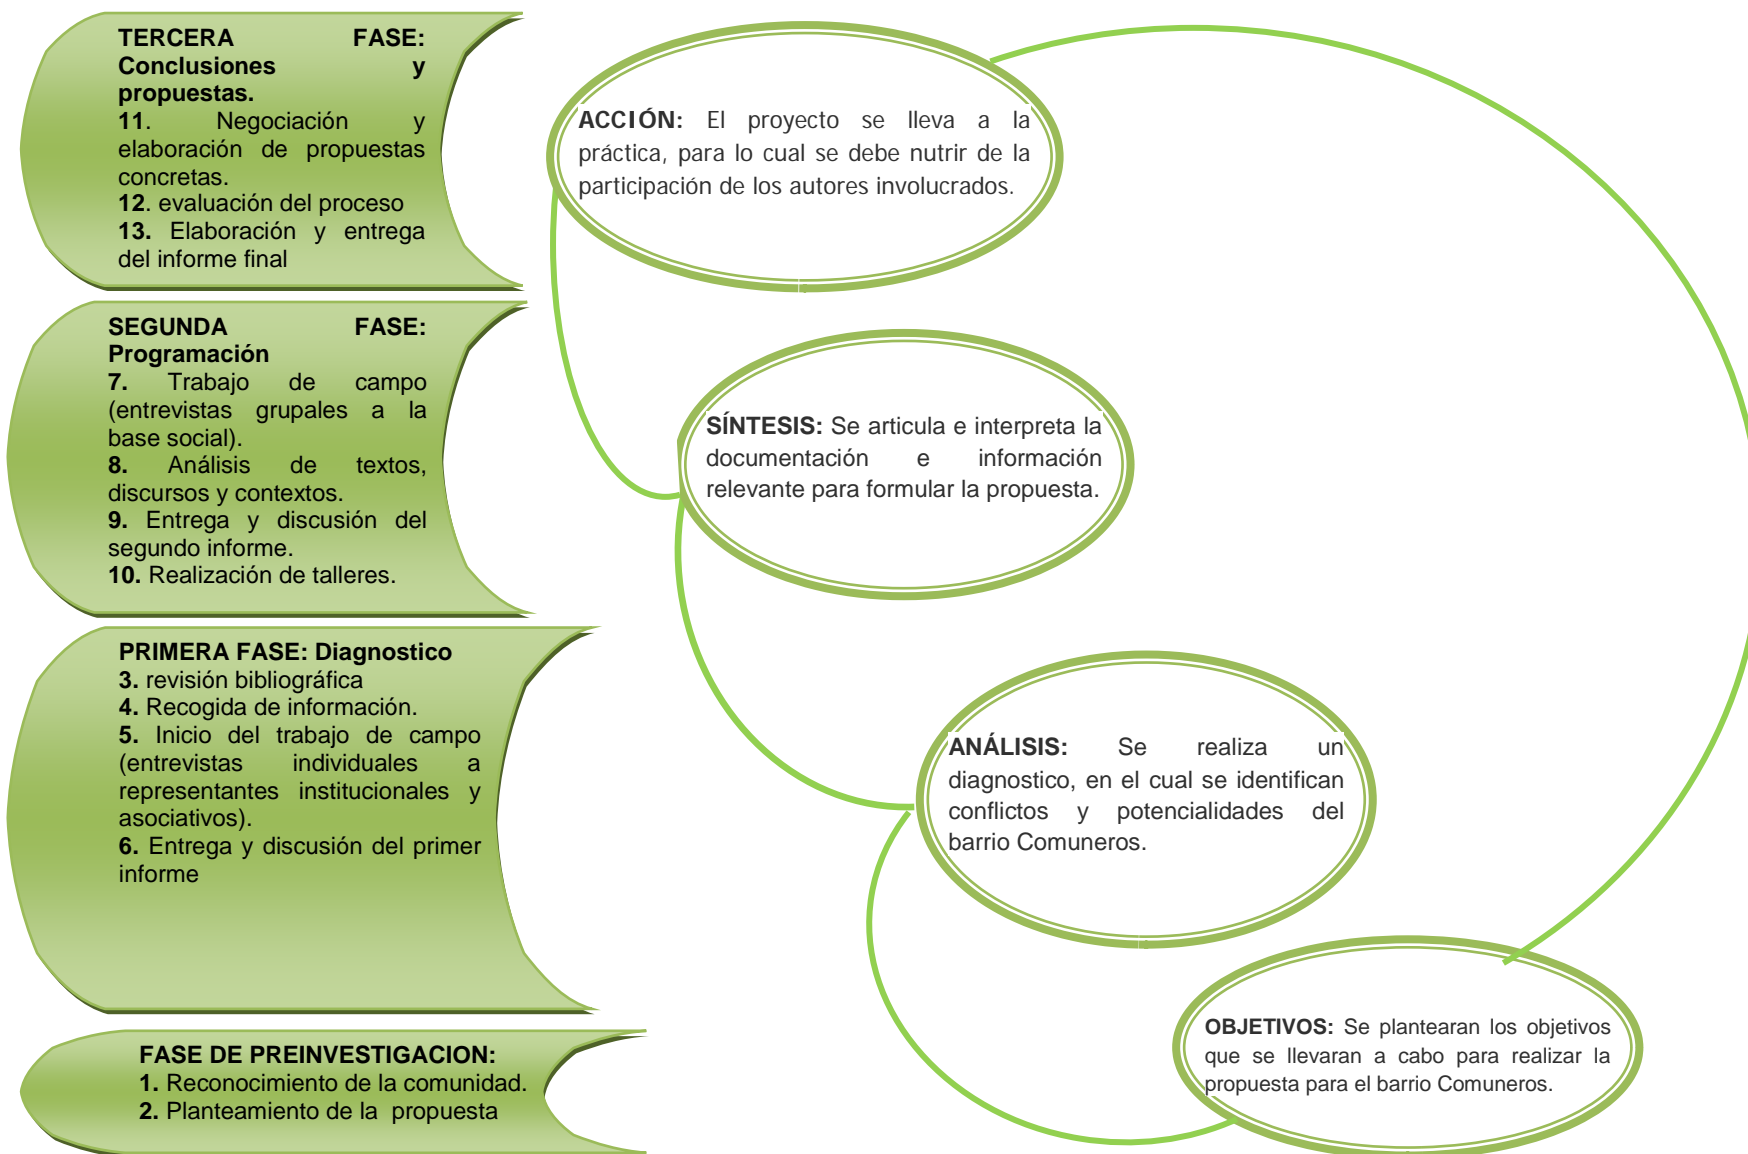 TERCERA FASE:
Conclusiones y
propuestas.
11. Negociación y
elaboración de propuestas
concretas.
12. evaluación del proceso
13. Elaboración y entrega
del informe final
SEGUNDA FASE:
Programación
7. Trabajo de campo
(entrevistas grupales a la
base social).
8. Análisis de textos,
discursos y contextos.
9. Entrega y discusión del
segundo informe.
10. Realización de talleres.
PRIMERA FASE: Diagnostico
3. revisión bibliográfica
4. Recogida de información.
5. Inicio del trabajo de campo
(entrevistas individuales a
representantes institucionales y
asociativos).
6. Entrega y discusión del primer
informe
FASE DE PREINVESTIGACION:
1. Reconocimiento de la comunidad.
2. Planteamiento de la propuesta
ACCIÓN: El proyecto se lleva a la
práctica, para lo cual se debe nutrir de la
participación de los autores involucrados.
SÍNTESIS: Se articula e interpreta la
documentación e información
relevante para formular la propuesta.
ANÁLISIS: Se realiza un
diagnostico, en el cual se identifican
conflictos y potencialidades del
barrio Comuneros.
OBJETIVOS: Se plantearan los objetivos
que se llevaran a cabo para realizar la
propuesta para el barrio Comuneros.